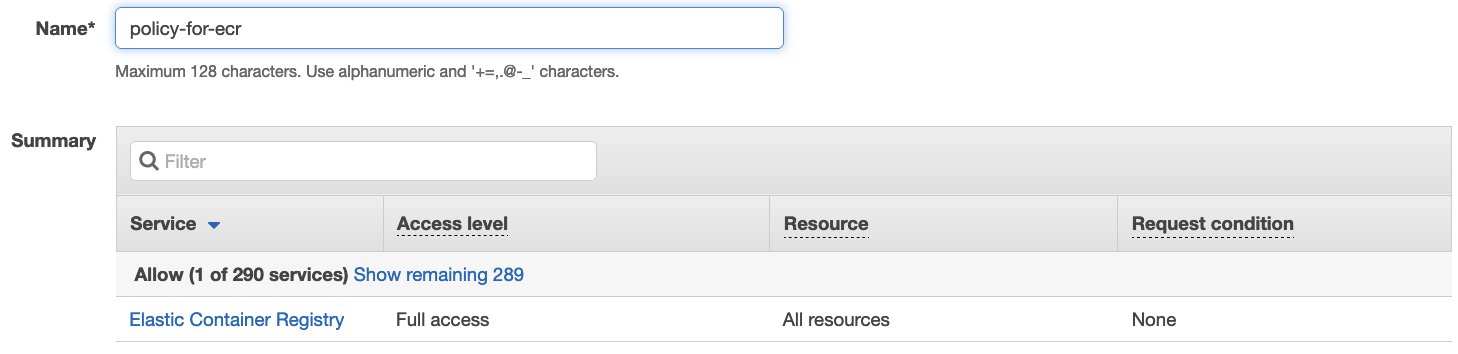 Name* policy-for-ecr
Maximum 128 characters. Use alphanumeric and '+=,.@-_' characters.
Summary
Filter
Service Access level Resource Request condition
Allow (1 of 290 services) Show remaining 289
Elastic Container Registry Full access All resources None